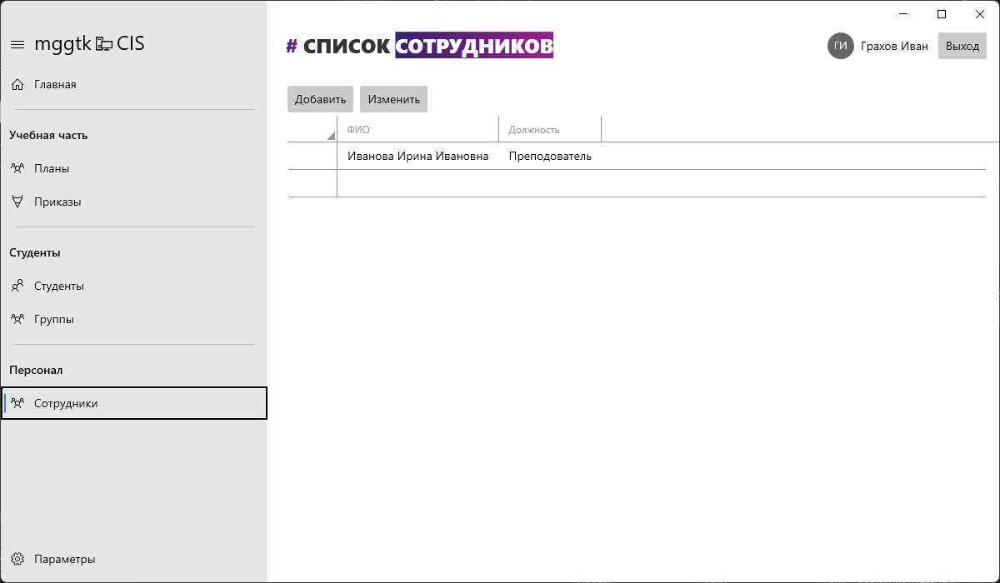 mggtk CIS
Главная
Учебная часть
Планы
Приказы
Студенты
Студенты
Группы
Персонал
Сотрудники
Параметры
# СПИСОК СОТРУДНИКОВ
ГИ Грахов Иван Выход
Добавить Изменить
ФИО Должность
Иванова Ирина Ивановна Преподователь